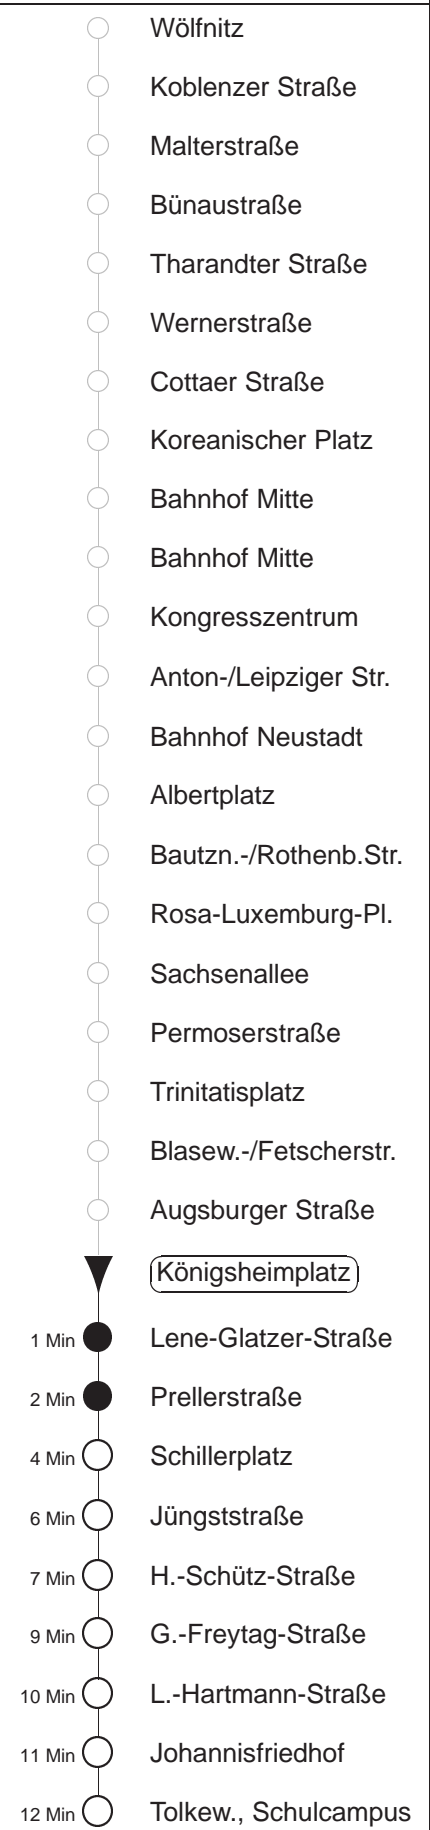 Wölfnitz
Koblenzer Straße
Malterstraße
Bünaustraße
Tharandter Straße
Wernerstraße
Cottaer Straße
Koreanischer Platz
Bahnhof Mitte
Bahnhof Mitte
Kongresszentrum
Anton-/Leipziger Str.
Bahnhof Neustadt
Albertplatz
Bautzn.-/Rothenb.Str.
Rosa-Luxemburg-Pl.
Sachsenallee
Permoserstraße
Trinitatisplatz
Blasew.-/Fetscherstr.
Augsburger Straße
Königsheimplatz
1 Min Lene-Glatzer-Straße
2 Min Prellerstraße
4 Min Schillerplatz
6 Min Jüngststraße
7 Min H.-Schütz-Straße
9 Min G.-Freytag-Straße
10 Min L.-Hartmann-Straße
11 Min Johannisfriedhof
12 Min Tolkew., Schulcampus